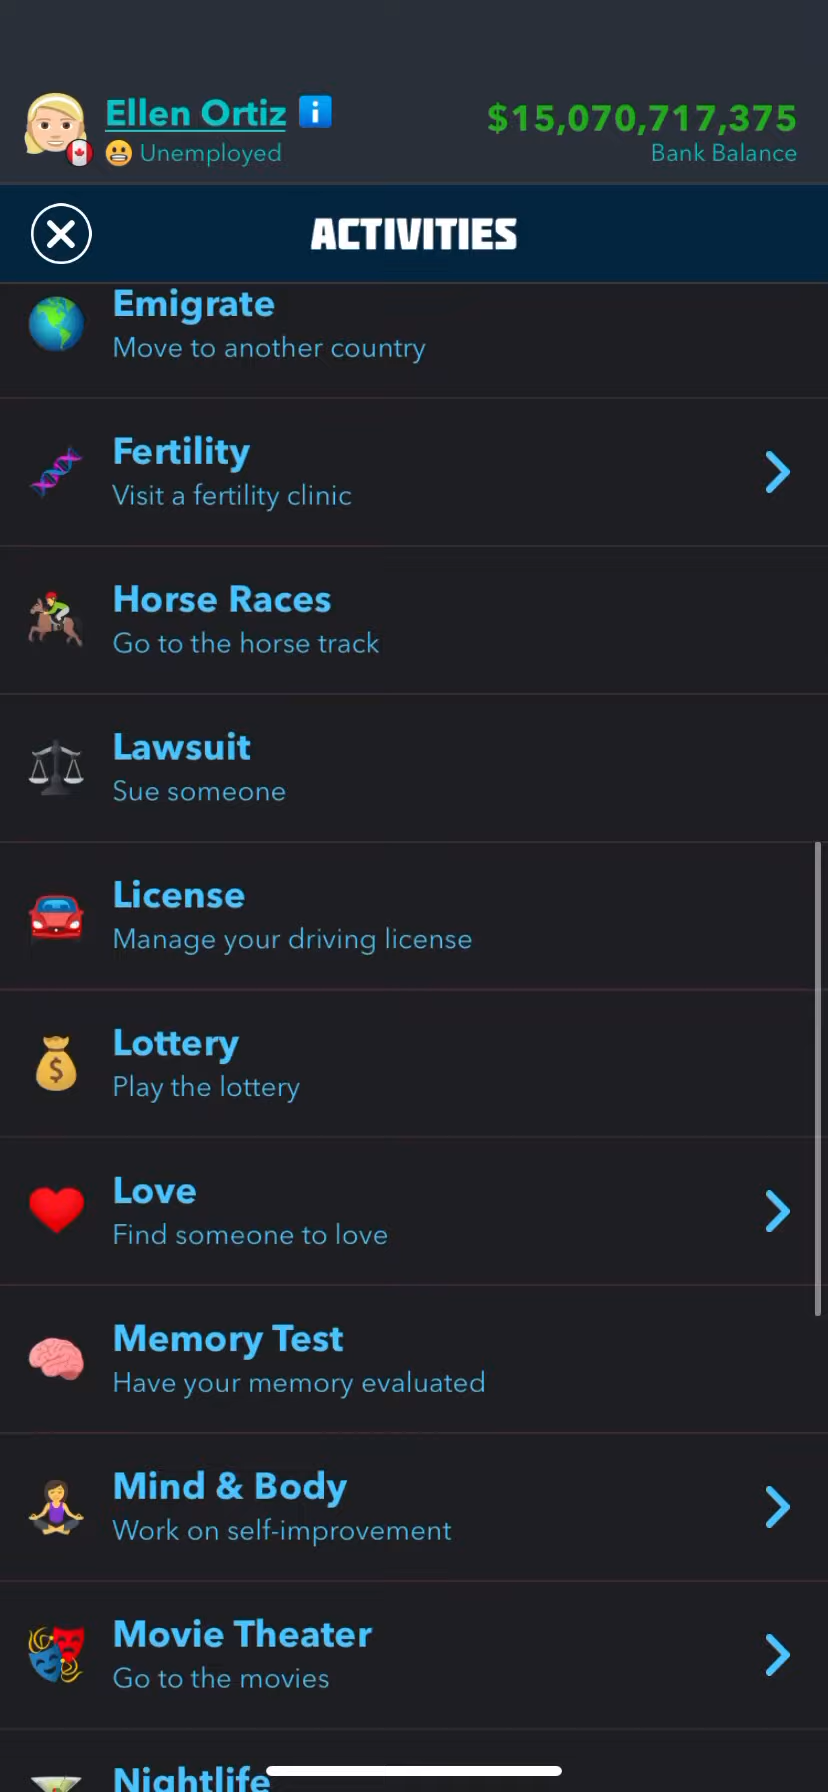 Ellen Ortiz
$15,070,717,375
Unemployed
Bank Balance
ACTIVITIES
Emigrate
Move to another country
Fertility
Visit a fertility clinic
Horse Races
Go to the horse track
Lawsuit
Sue someone
License
Manage your driving license
Lottery
Play the lottery
Love
Find someone to love
Memory Test
Have your memory evaluated
Mind & Body
Work on self-improvement
Movie Theater
Go to the movies
Nightlife